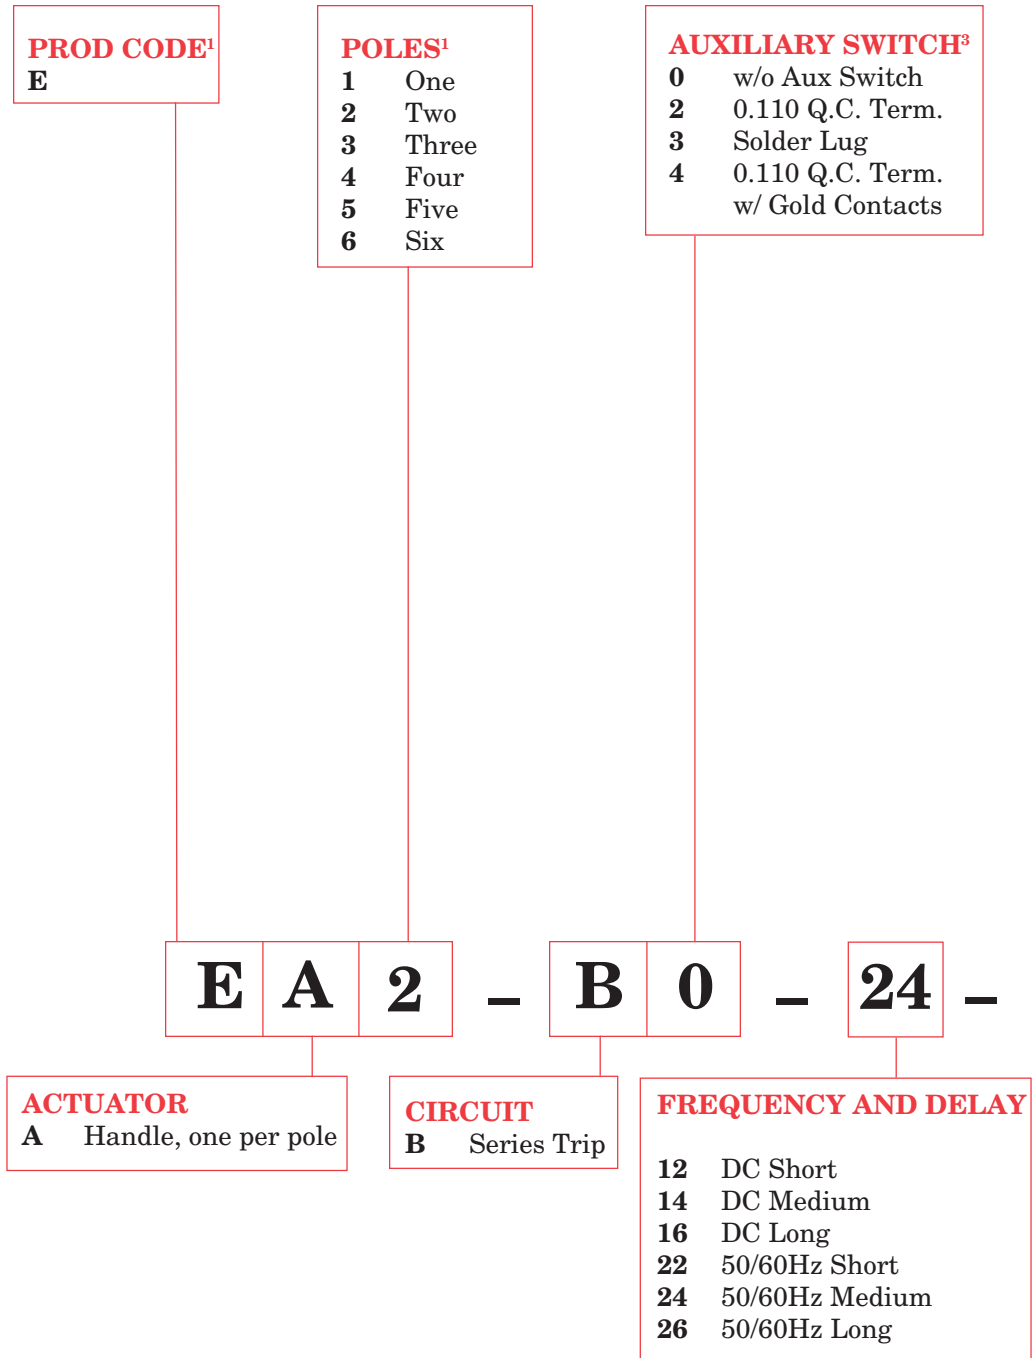 PROD CODE¹
E
POLES¹
1 One
2 Two
3 Three
4 Four
5 Five
6 Six
AUXILIARY SWITCH³
0 w/o Aux Switch
2 0.110 Q.C. Term.
3 Solder Lug
4 0.110 Q.C. Term.
w/ Gold Contacts
E A 2 – B 0 – 24 –
ACTUATOR
A Handle, one per pole
CIRCUIT
B Series Trip
FREQUENCY AND DELAY
12 DC Short
14 DC Medium
16 DC Long
22 50/60Hz Short
24 50/60Hz Medium
26 50/60Hz Long